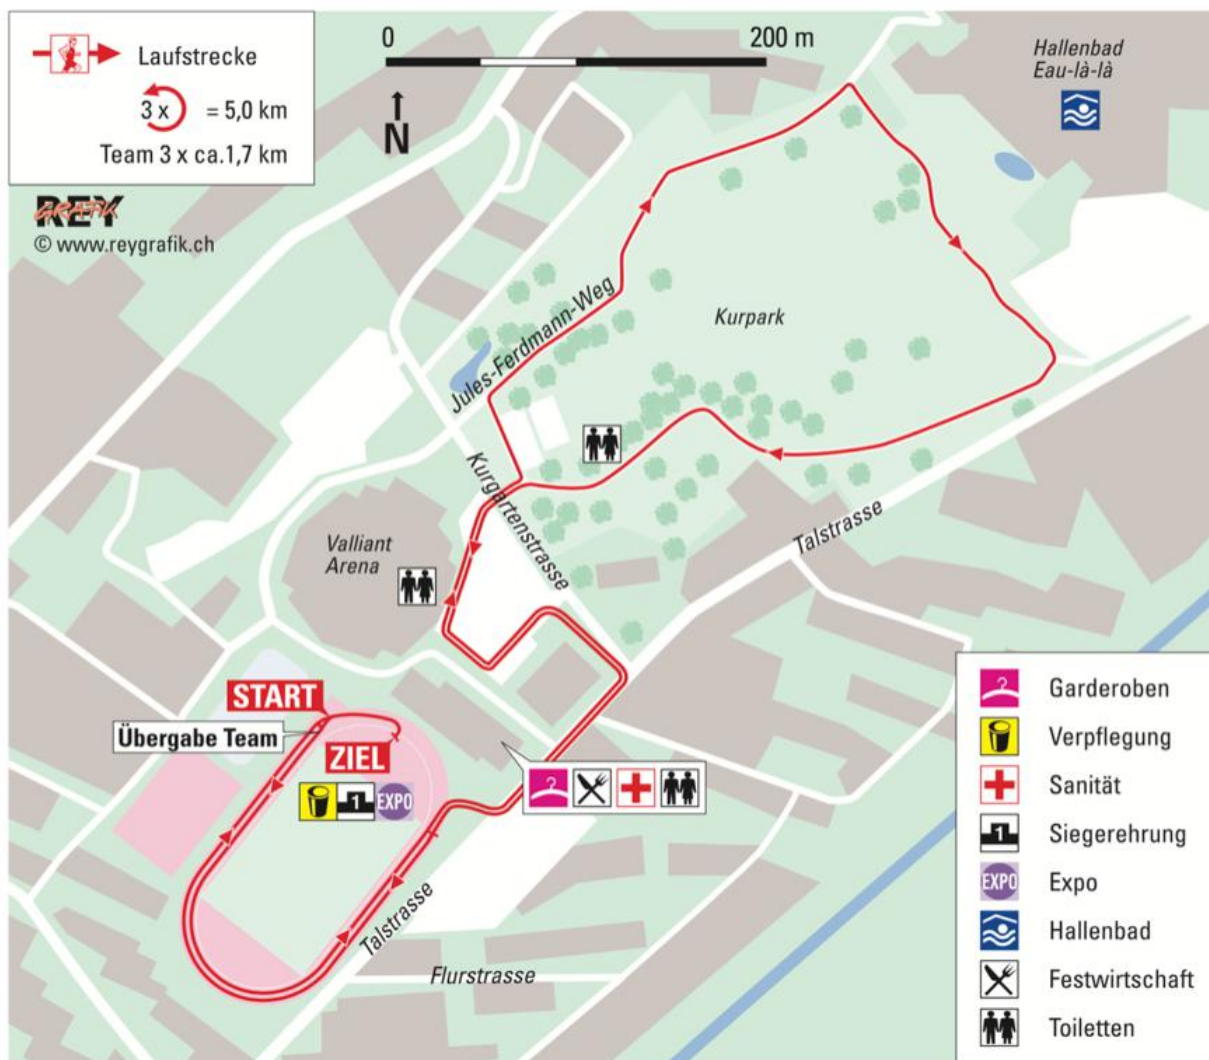 Laufstrecke
3 x = 5,0 km
Team 3 x ca.1,7 km
REY
GRAFIK
© www.reygrafik.ch
0 200 m
N
Hallenbad
Eau-là-là
Jules-Ferdmann-Weg
Kurpark
Kurgartenstrasse
Talstrasse
Valliant
Arena
START
Übergabe Team
ZIEL
1
EXPO
Talstrasse
Flurstrasse
Garderoben
Verpflegung
Sanität
1 Siegerehrung
EXPO Expo
Hallenbad
Festwirtschaft
Toiletten